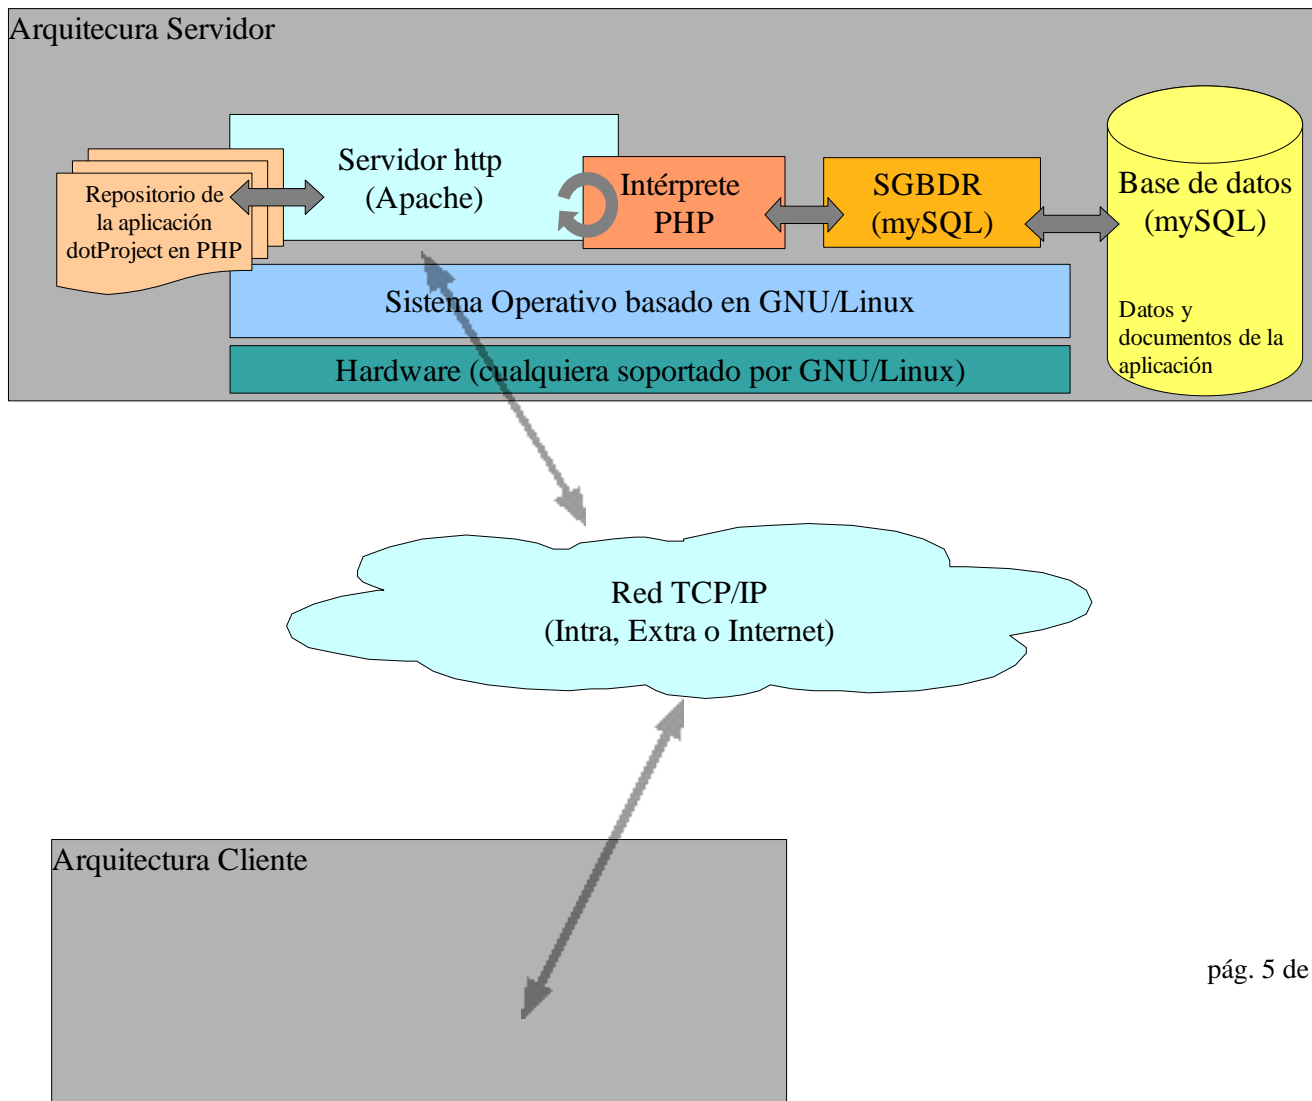 Arquitecura Servidor
Servidor http
(Apache)
Repositorio de
la aplicación
dotProject en PHP
Intérprete
PHP
SGBDR
(mySQL)
Base de datos
(mySQL)
Datos y
documentos de la
aplicación
Sistema Operativo basado en GNU/Linux
Hardware (cualquiera soportado por GNU/Linux)
Red TCP/IP
(Intra, Extra o Internet)
Arquitectura Cliente
pág. 5 de